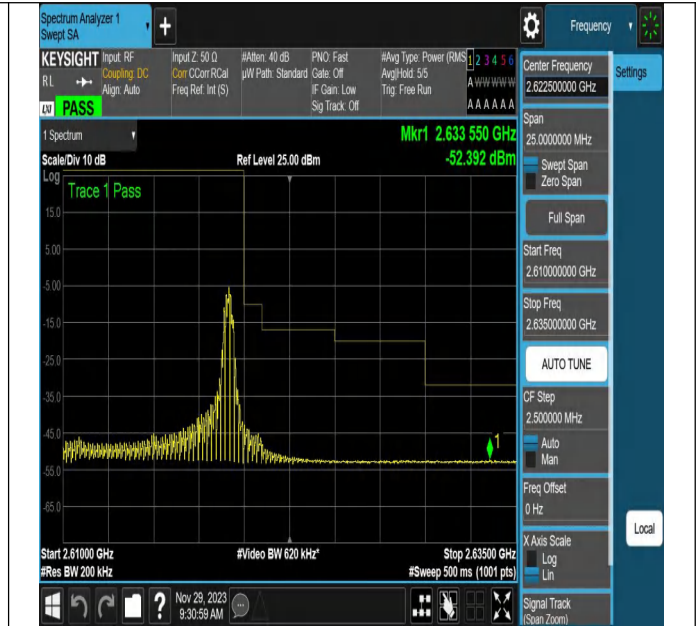 Spectrum Analyzer 1
Swept SA
Frequency
KEYSIGHT
RL
LXI PASS
Input: RF
Coupling: DC
Align: Auto
Input Z: 50 Ω
Corr CCorr RCal
Freq Ref: Int (S)
#Atten: 40 dB
µW Path: Standard
PNO: Fast
Gate: Off
IF Gain: Low
Sig Track: Off
#Avg Type: Power (RMS
Avg|Hold: 5/5
Trig: Free Run
1 2 3 4 5 6
A W W W W W
A A A A A A
1 Spectrum
Scale/Div 10 dB
Ref Level 25.00 dBm
Mkr1 2.633 550 GHz
-52.392 dBm
Log
Trace 1 Pass
15.0
5.00
-5.00
-15.0
-25.0
-35.0
-45.0
-55.0
-65.0
1
Start 2.61000 GHz
#Res BW 200 kHz
#Video BW 620 kHz*
Stop 2.63500 GHz
#Sweep 500 ms (1001 pts)
Nov 29, 2023
9:30:59 AM
Center Frequency
2.622500000 GHz
Settings
Span
25.0000000 MHz
Swept Span
Zero Span
Full Span
Start Freq
2.610000000 GHz
Stop Freq
2.635000000 GHz
AUTO TUNE
CF Step
2.500000 MHz
Auto
Man
Freq Offset
0 Hz
X Axis Scale
Log
Lin
Local
Signal Track
(Span Zoom)